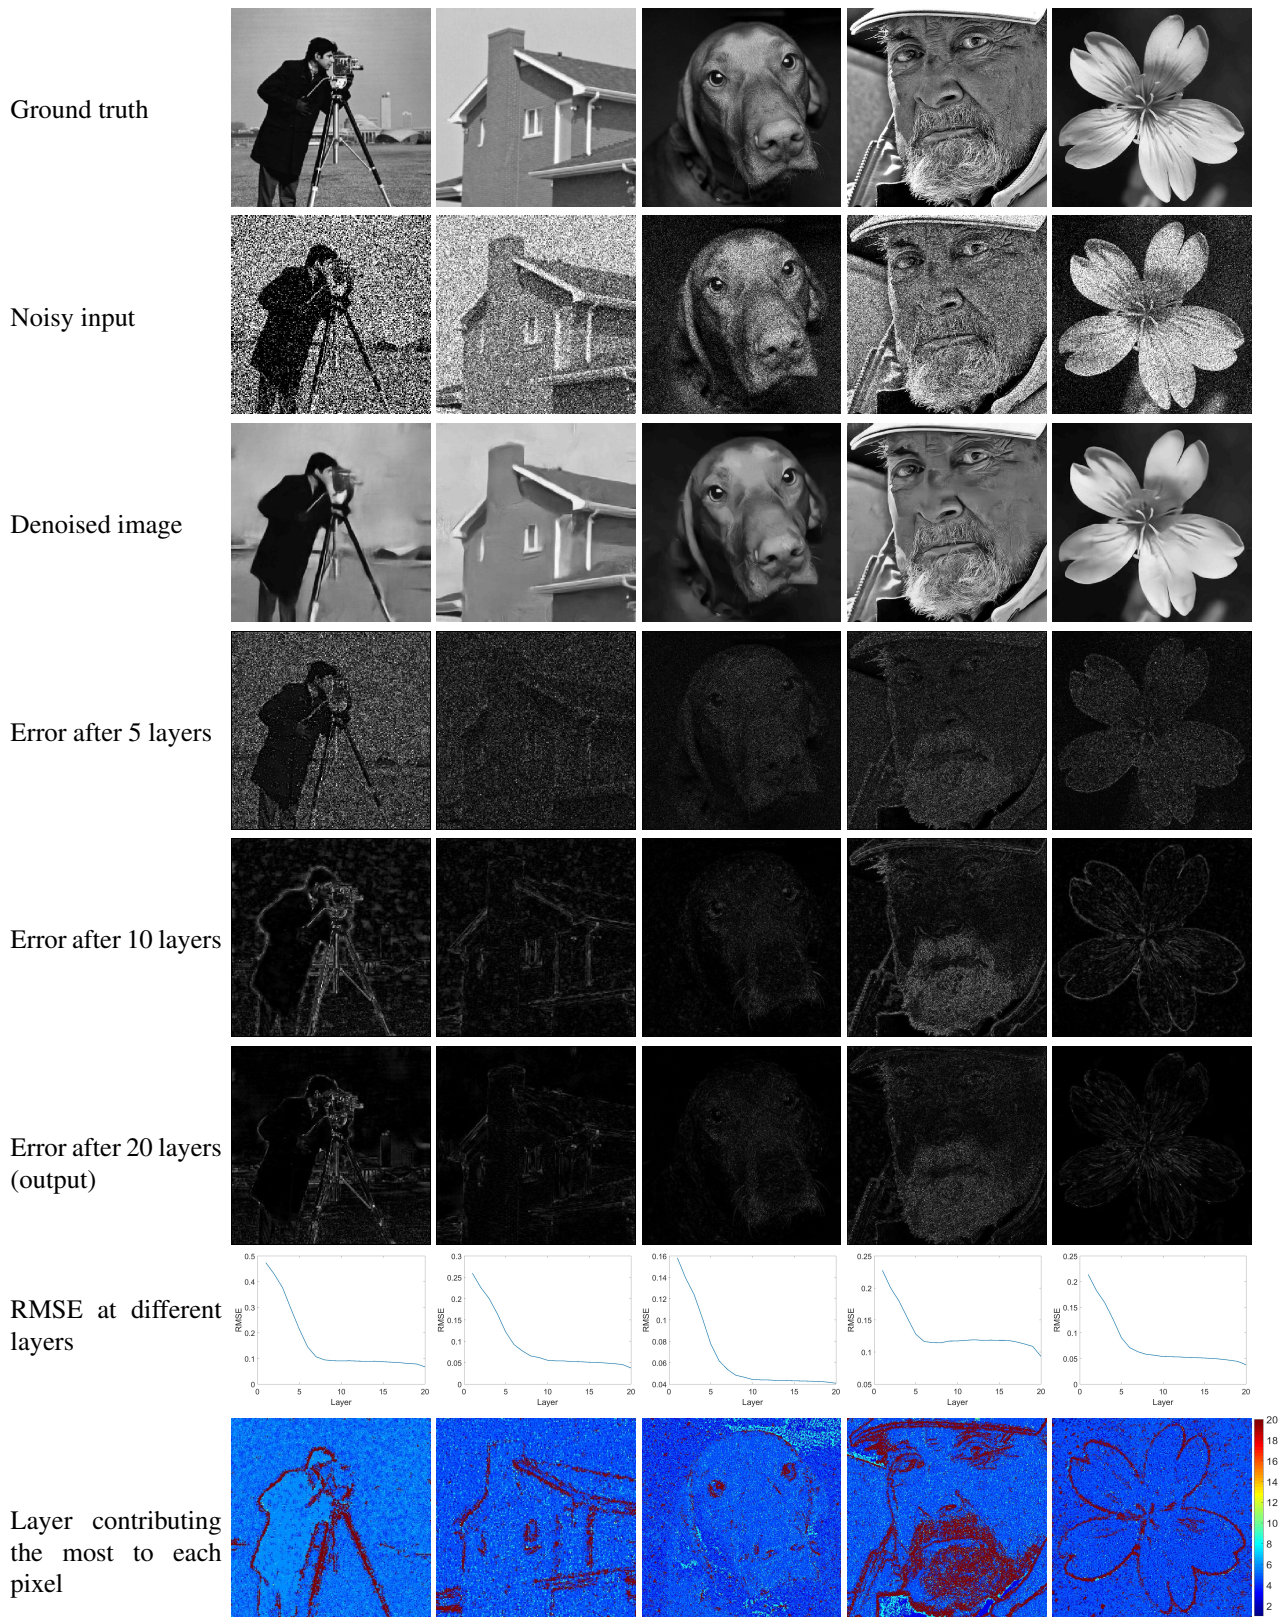 Ground truth
Noisy input
Denoised image
Error after 5 layers
Error after 10 layers
Error after 20 layers
(output)
RMSE at different
layers
0.5
0.4
0.3
0.2
0.1
0
RMSE
0 5 10 15 20
Layer
0.3
0.25
0.2
0.15
0.1
0.05
0
RMSE
0 5 10 15 20
Layer
0.16
0.14
0.12
0.1
0.08
0.06
0.04
RMSE
0 5 10 15 20
Layer
0.25
0.2
0.15
0.1
0.05
RMSE
0 5 10 15 20
Layer
0.25
0.2
0.15
0.1
0.05
0
RMSE
0 5 10 15 20
Layer
Layer contributing
the most to each
pixel
20
18
16
14
12
10
8
6
4
2